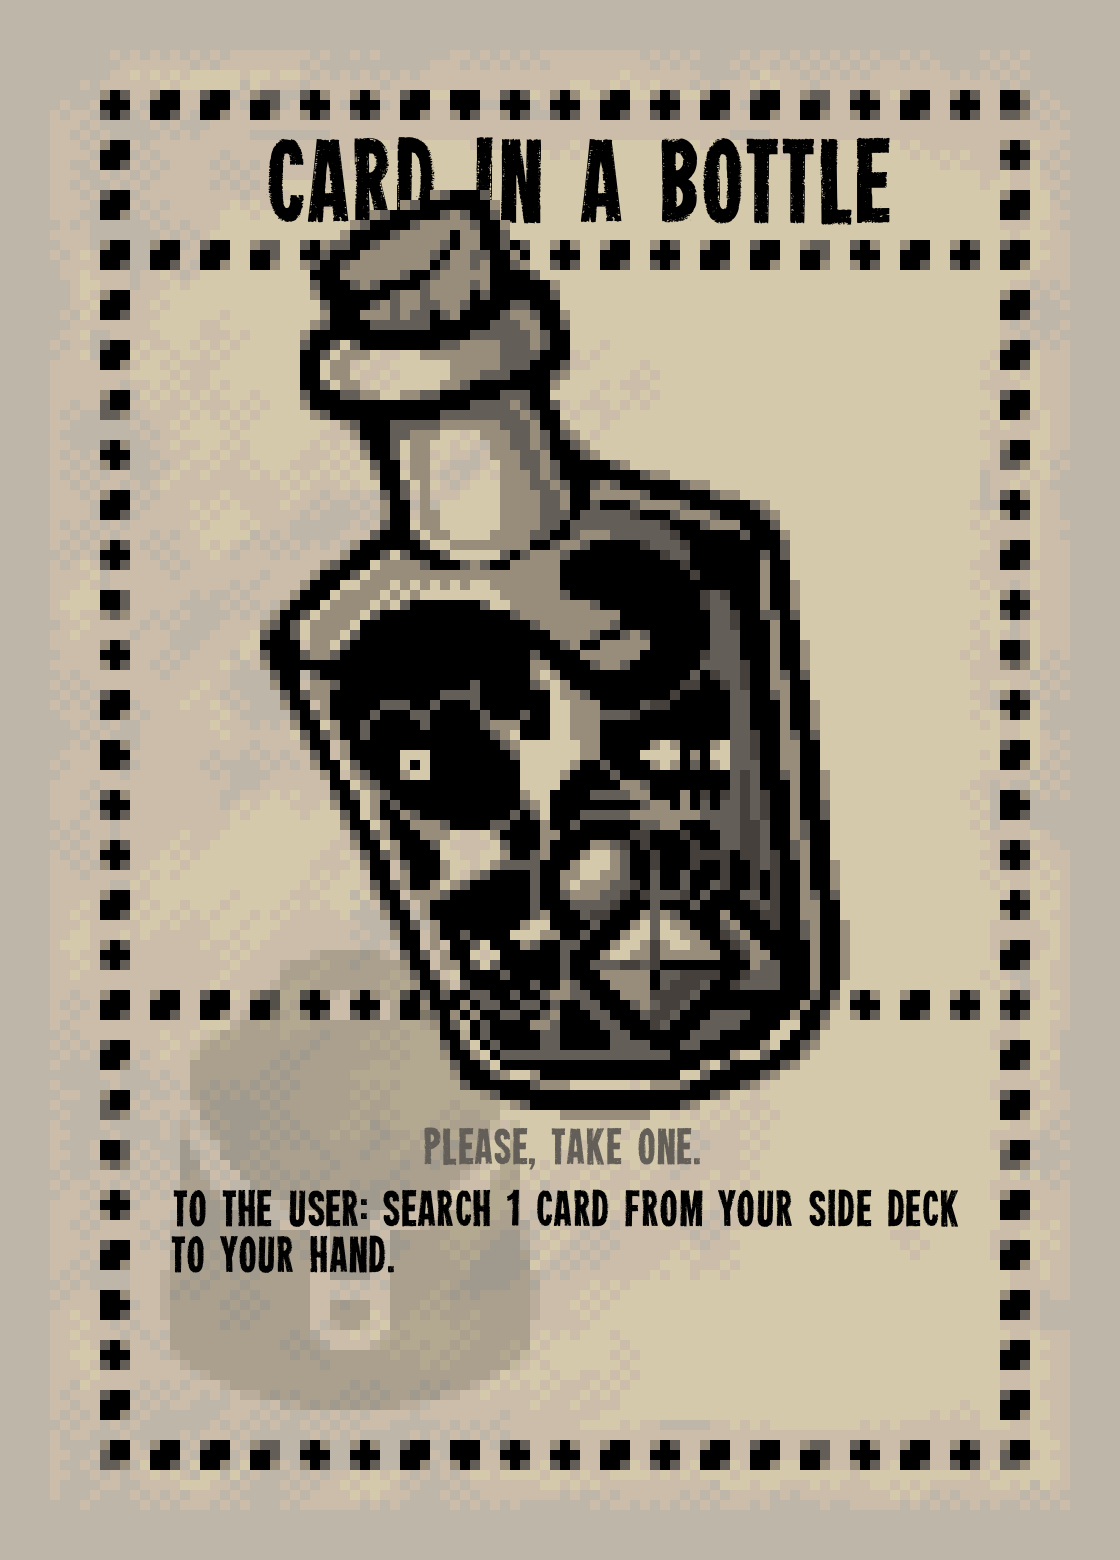 CARD IN A BOTTLE
PLEASE, TAKE ONE.
TO THE USER: SEARCH 1 CARD FROM YOUR SIDE DECK
TO YOUR HAND.